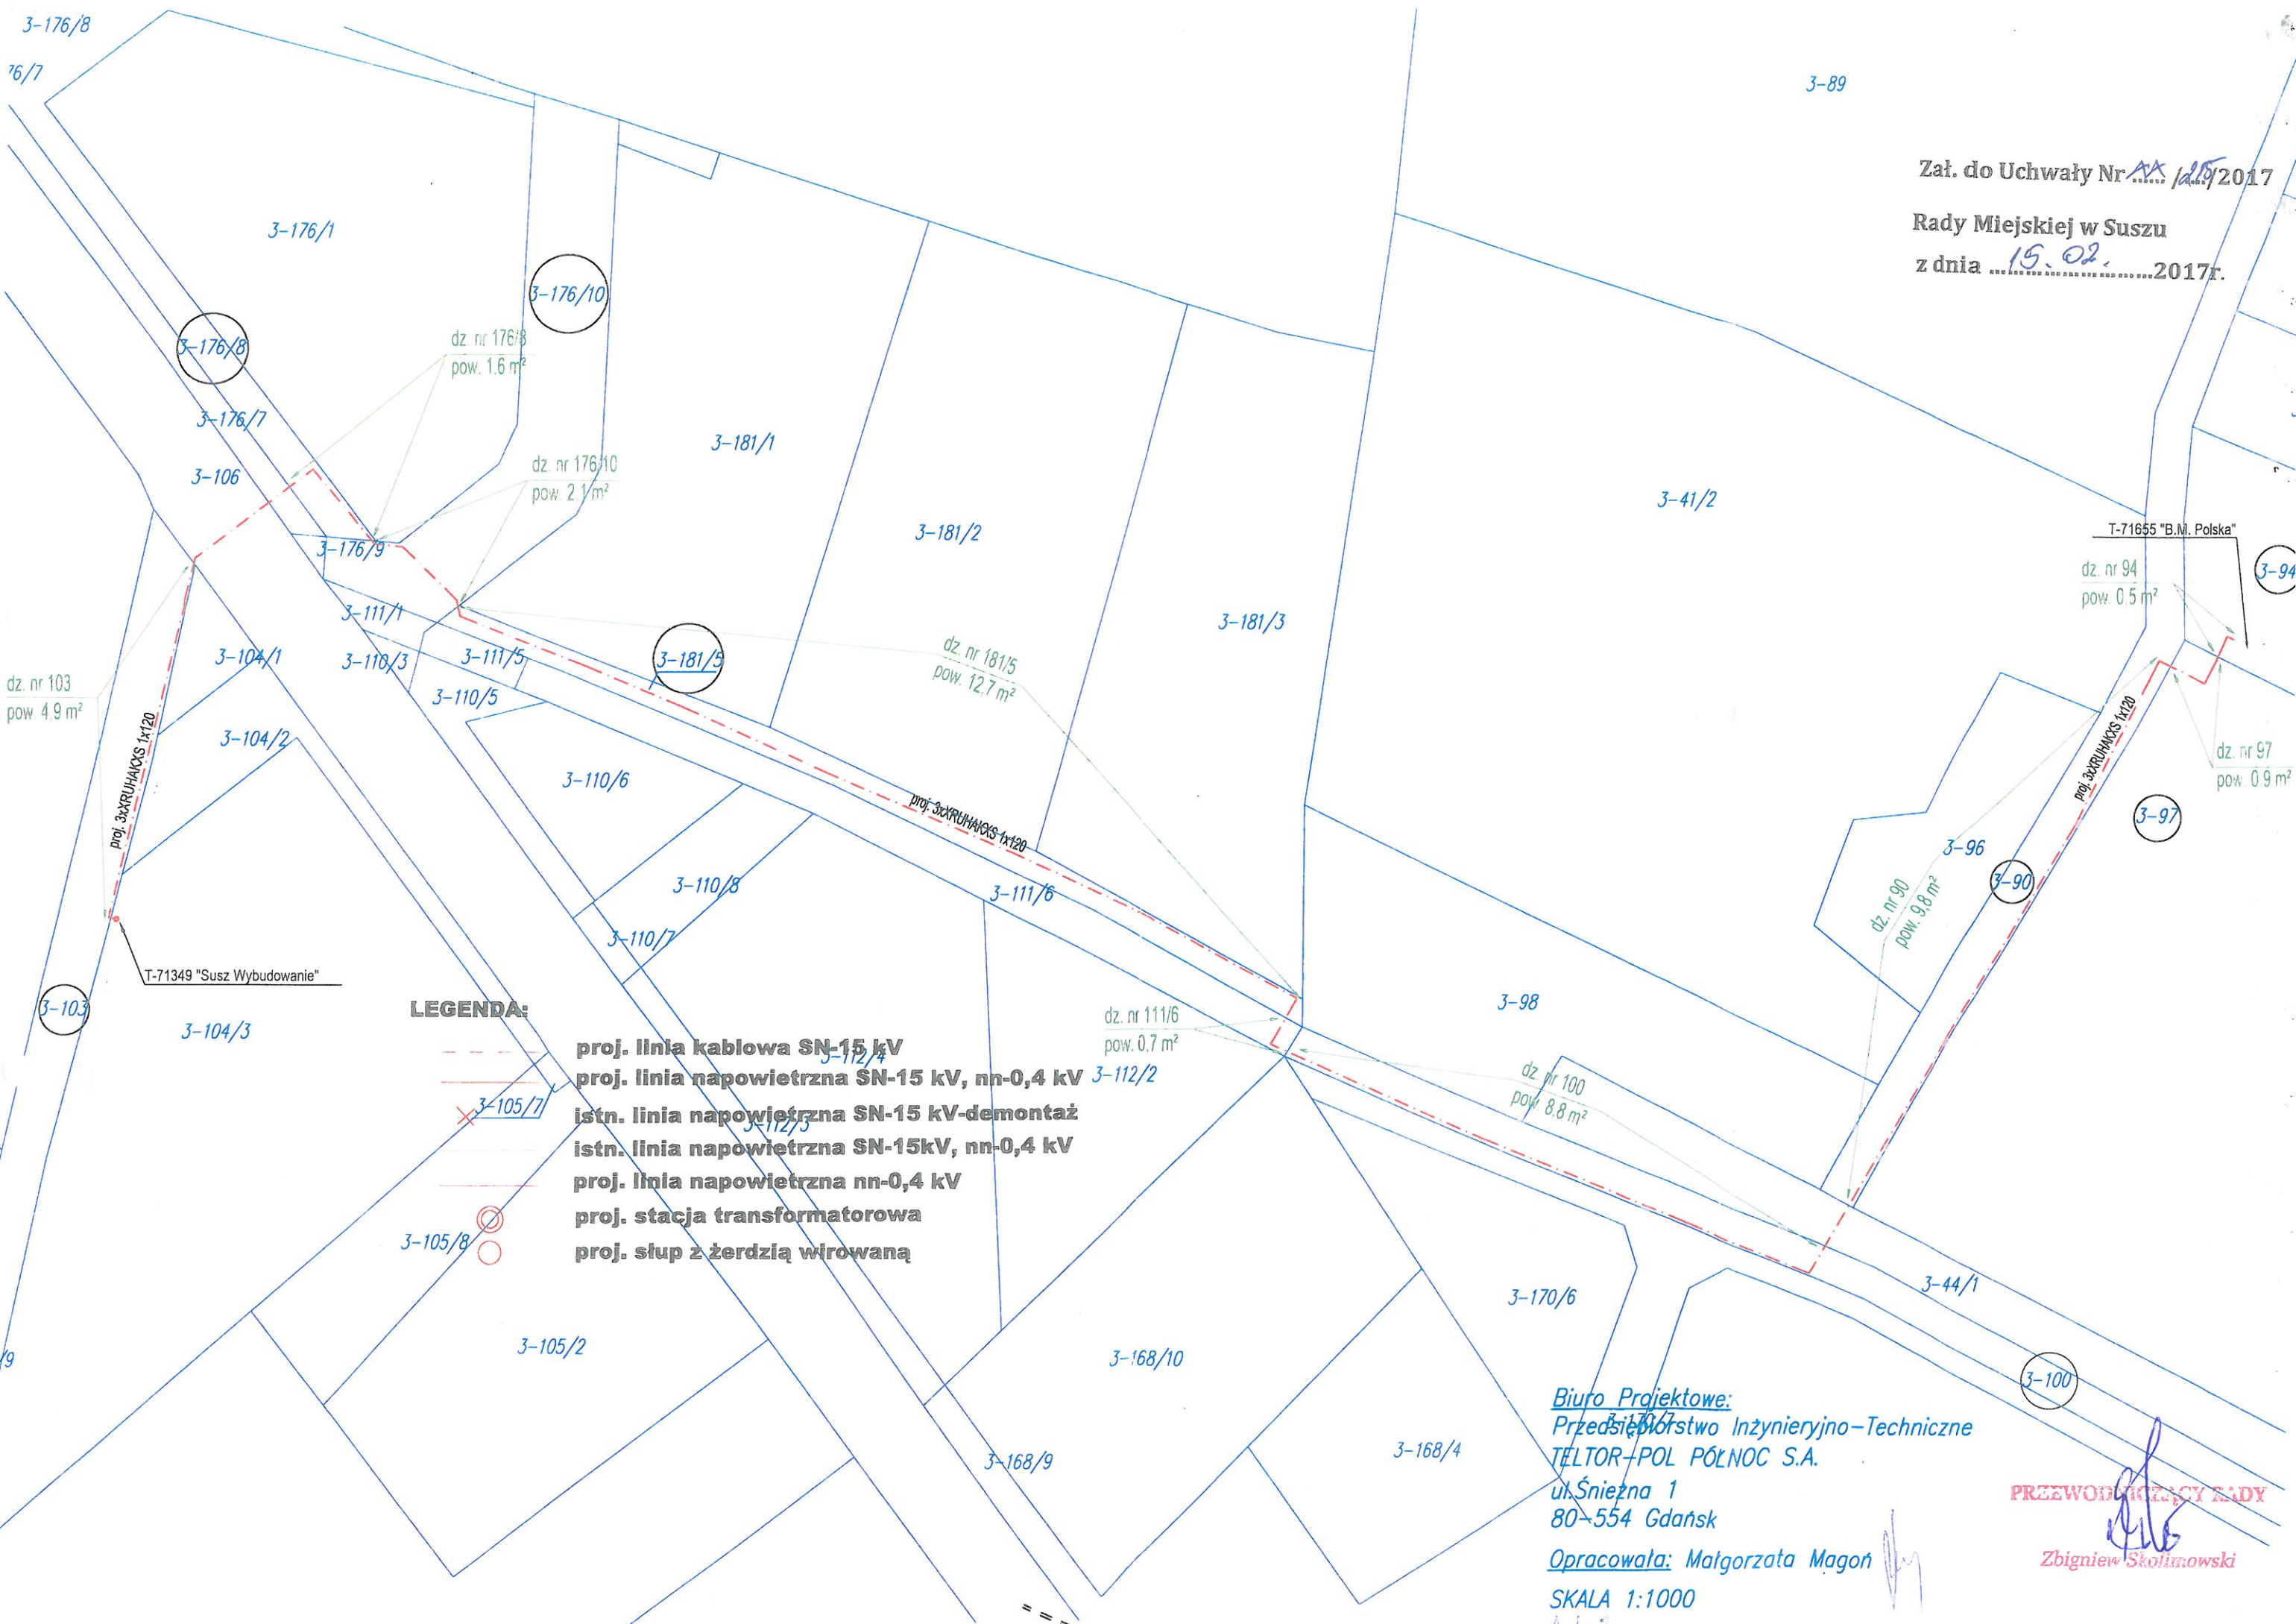 3-176/8
76/7
3-89
Zał. do Uchwały Nr XX /215/2017
Rady Miejskiej w Suszu
z dnia 15.02. 2017r.
3-176/1
3-176/10
3-176/8
dz. nr 176/8
pow. 1.6 m²
3-176/7
3-106
3-181/1
dz. nr 176/10
pow. 2,1 m²
3-181/2
3-41/2
T-71655 "B.M. Polska"
3-94
dz. nr 94
pow. 0.5 m²
3-176/9
3-111/1
3-181/3
3-104/1
3-110/3
3-111/5
3-181/5
dz. nr 181/5
pow. 12,7 m²
dz. nr 103
pow. 4,9 m²
3-110/5
proj. 3xXRUHAKXS 1x120
3-104/2
proj. 3xXRUHAKXS 1x120
dz. nr 97
pow. 0.9 m²
3-110/6
proj. 3xXRUHAKXS 1x120
3-97
3-96
3-90
3-110/8
3-111/6
dz. nr 90
pow. 9,8 m²
3-110/7
T-71349 "Susz Wybudowanie"
3-103
3-104/3
3-98
dz. nr 111/6
pow. 0,7 m²
LEGENDA:
proj. linia kablowa SN-15 kV
3-112/4
proj. linia napowietrzna SN-15 kV, nn-0,4 kV
3-112/2
dz. nr 100
pow. 8.8 m²
3-105/7
istn. linia napowietrzna SN-15 kV-demontaż
3-112/3
istn. linia napowietrzna SN-15kV, nn-0,4 kV
proj. linia napowietrzna nn-0,4 kV
proj. stacja transformatorowa
3-105/8
proj. słup z żerdzią wirowaną
3-44/1
3-170/6
3-105/2
3-168/10
/9
3-100
Biuro Projektowe:
3-170/7
Przedsiębiorstwo Inżynieryjno-Techniczne
TELTOR-POL PÓŁNOC S.A.
3-168/9
3-168/4
ul.Śnieżna 1
80-554 Gdańsk
PRZEWODNICZĄCY RADY
Opracowała: Małgorzata Magoń
Zbigniew Skolimowski
SKALA 1:1000